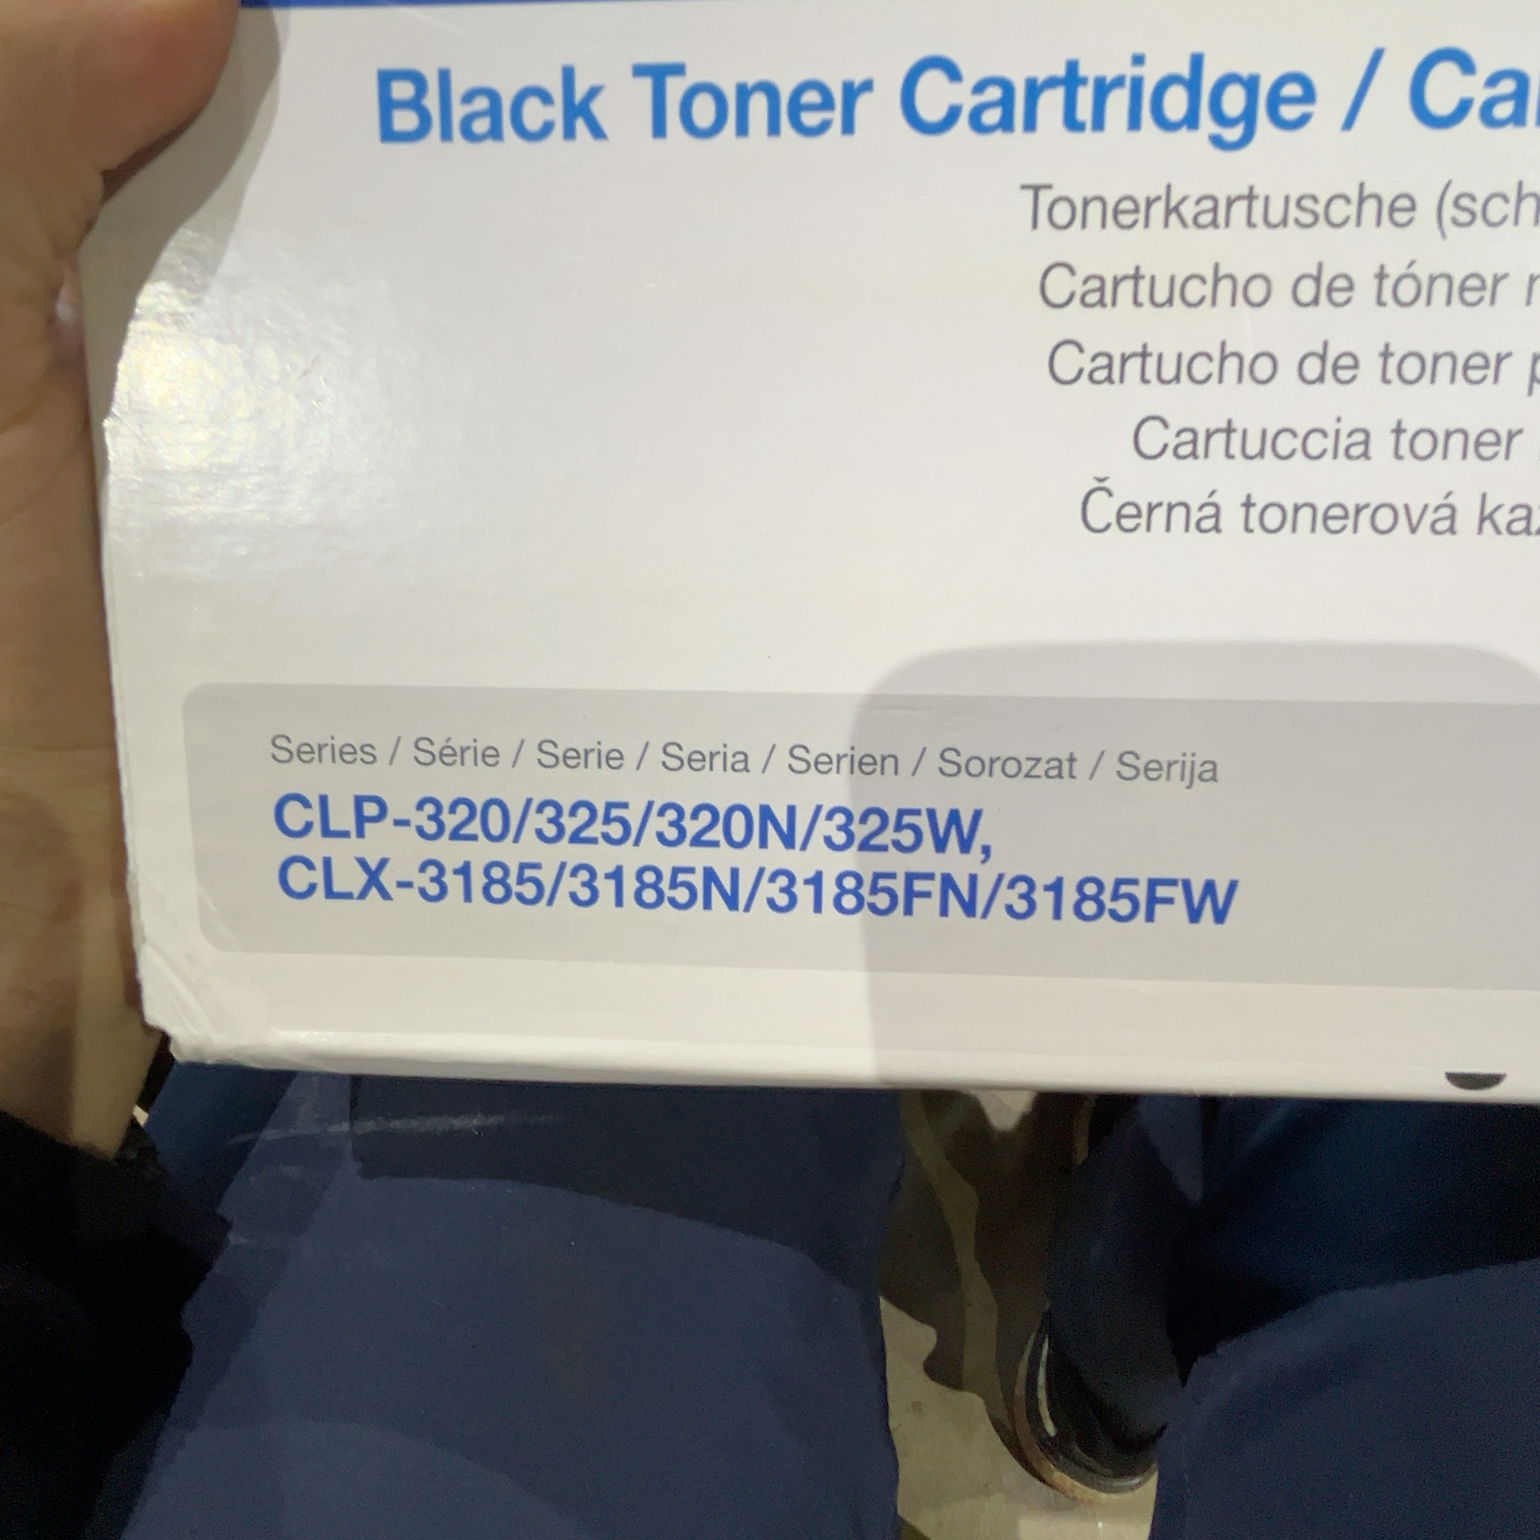 Black Toner Cartridge /
Tonerkartusche
Cartucho de tóner
Cartucho de toner
Cartuccia toner
Černá tonerová
Series / Série / Serie / Seria / Serien / Sorozat / Serija
CLP-320/325/320N/325W,
CLX-3185/3185N/3185FN/3185FW